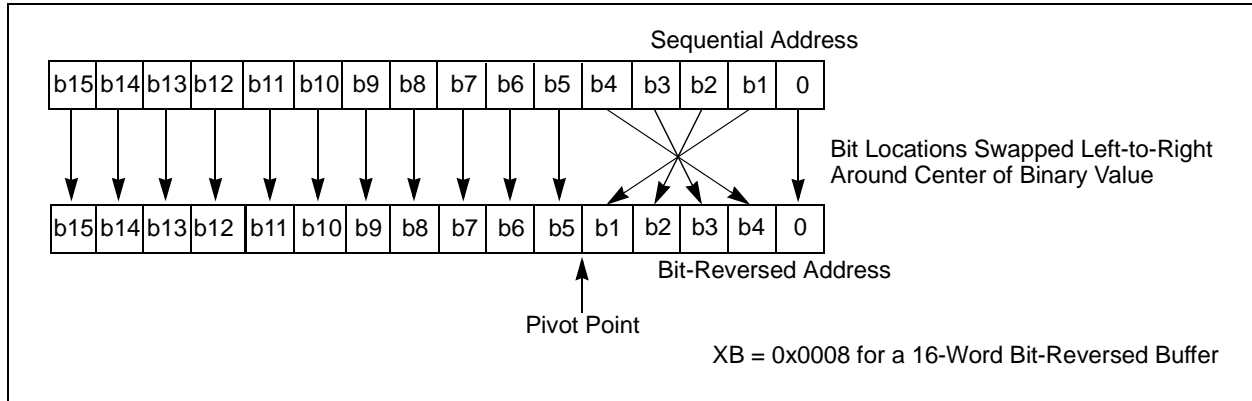 Sequential Address
b15 b14 b13 b12 b11 b10 b9 b8 b7 b6 b5 b4 b3 b2 b1 0
Bit Locations Swapped Left-to-Right
Around Center of Binary Value
b15 b14 b13 b12 b11 b10 b9 b8 b7 b6 b5 b1 b2 b3 b4 0
Bit-Reversed Address
Pivot Point
XB = 0x0008 for a 16-Word Bit-Reversed Buffer